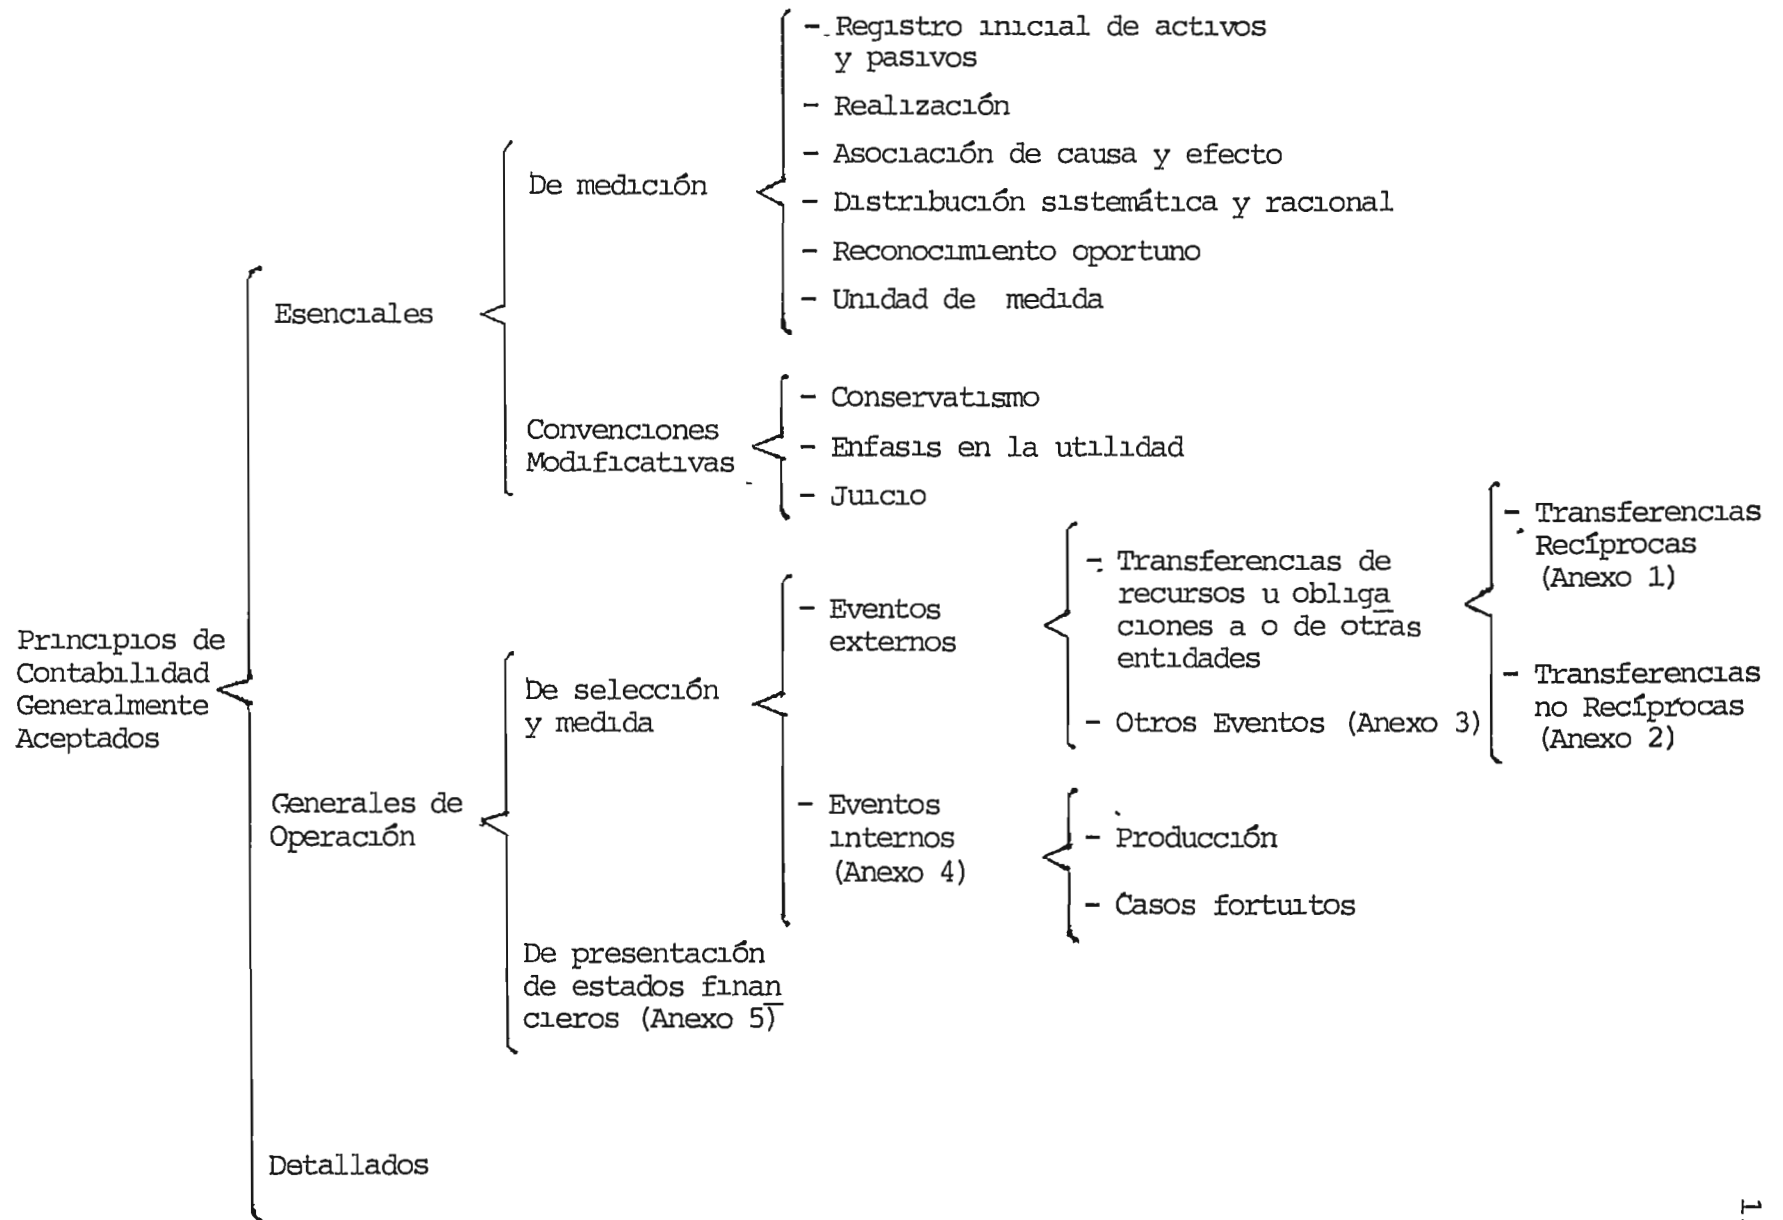 - Registro inicial de activos
y pasivos
- Realización
- Asociación de causa y efecto
- Distribución sistemática y racional
- Reconocimiento oportuno
- Unidad de medida
De medición
Esenciales
Convenciones
Modificativas
- Conservatismo
- Enfasis en la utilidad
- Juicio
Principios de
Contabilidad
Generalmente
Aceptados
Generales de
Operación
De selección
y medida
- Eventos
externos
- Transferencias de
recursos u obliga
ciones a o de otras
entidades
- Transferencias
Recíprocas
(Anexo 1)
- Transferencias
no Recíprocas
(Anexo 2)
- Otros Eventos (Anexo 3)
- Eventos
internos
(Anexo 4)
- Producción
- Casos fortuitos
De presentación
de estados finan
cieros (Anexo 5)
Detallados